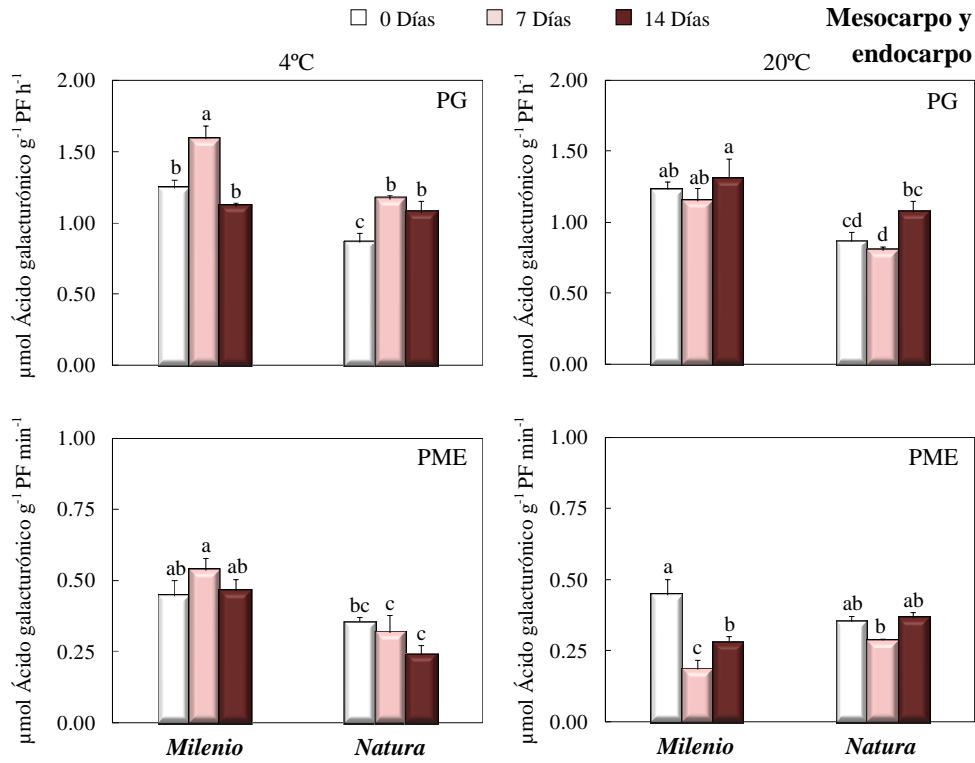 0 Días 7 Días 14 Días
Mesocarpo y
endocarpo
4ºC
20ºC
µmol Ácido galacturónico g-1 PF h-1
2.00
1.50
1.00
0.50
0.00
PG
b a b c b b
µmol Ácido galacturónico g-1 PF h-1
2.00
1.50
1.00
0.50
0.00
PG
ab ab a cd d bc
µmol Ácido galacturónico g-1 PF min-1
1.00
0.75
0.50
0.25
0.00
PME
ab a ab bc c c
Milenio Natura
µmol Ácido galacturónico g-1 PF min-1
1.00
0.75
0.50
0.25
0.00
PME
a c b ab b ab
Milenio Natura